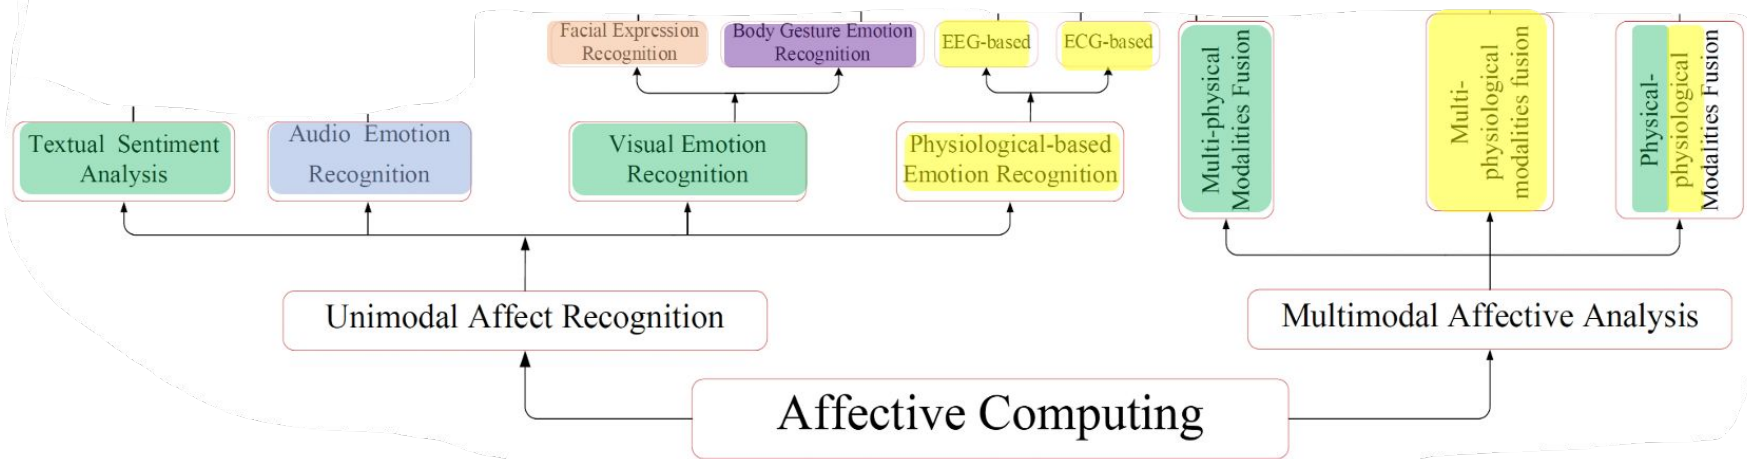 Facial Expression
Recognition
Body Gesture Emotion
Recognition
EEG-based
ECG-based
Multi-physical
Modalities Fusion
Multi-
physiological
modalities fusion
Physical-
physiological
Modalities Fusion
Textual Sentiment
Analysis
Audio Emotion
Recognition
Visual Emotion
Recognition
Physiological-based
Emotion Recognition
Unimodal Affect Recognition
Multimodal Affective Analysis
Affective Computing